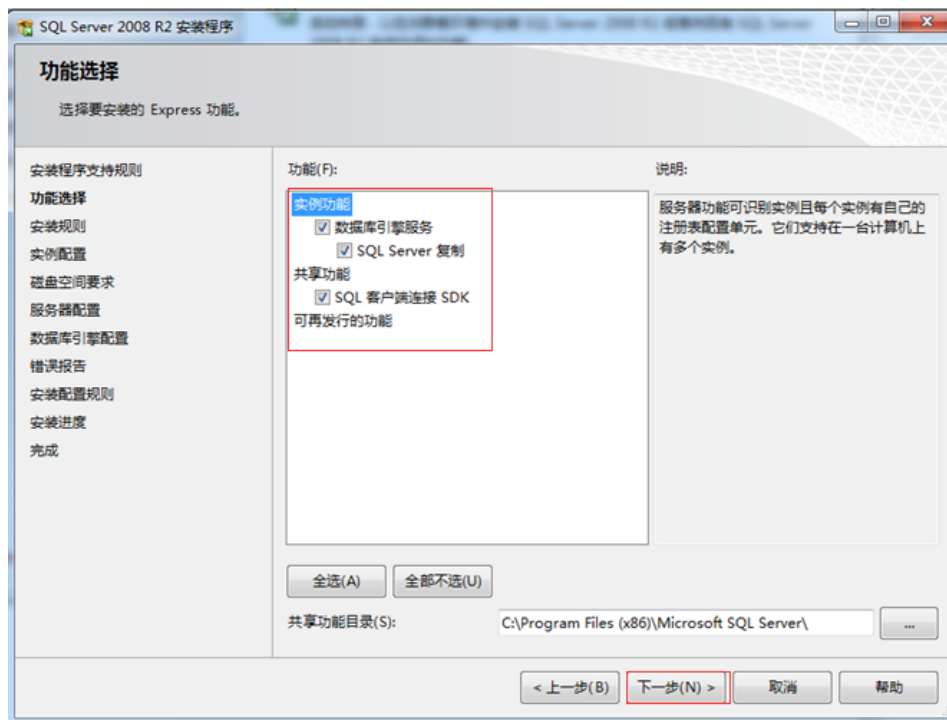 SQL Server 2008 R2 安装程序
功能选择
选择要安装的 Express 功能。
安装程序支持规则
功能选择
安装规则
实例配置
磁盘空间要求
服务器配置
数据库引擎配置
错误报告
安装配置规则
安装进度
完成
功能(F):
实例功能
数据库引擎服务
SQL Server 复制
共享功能
SQL 客户端连接 SDK
可再发行的功能
说明:
服务器功能可识别实例且每个实例有自己的
注册表配置单元。它们支持在一台计算机上
有多个实例。
全选(A)
全部不选(U)
共享功能目录(S):
C:\Program Files (x86)\Microsoft SQL Server\
...
< 上一步(B)
下一步(N) >
取消
帮助